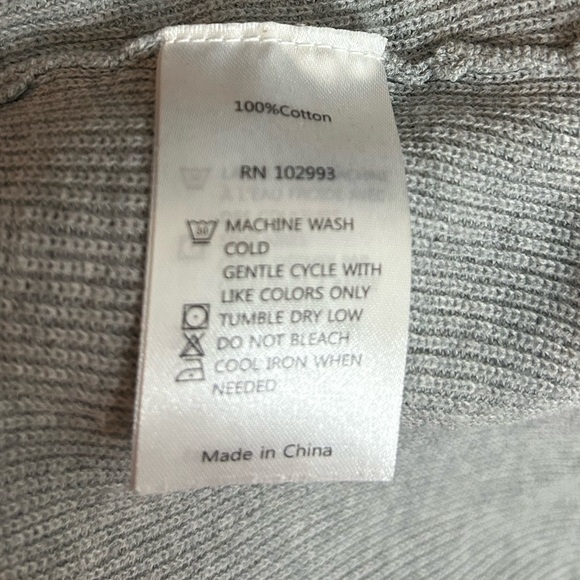 100%Cotton
RN 102993
MACHINE WASH
COLD
GENTLE CYCLE WITH
LIKE COLORS ONLY
TUMBLE DRY LOW
DO NOT BLEACH
COOL IRON WHEN
NEEDED
Made in China